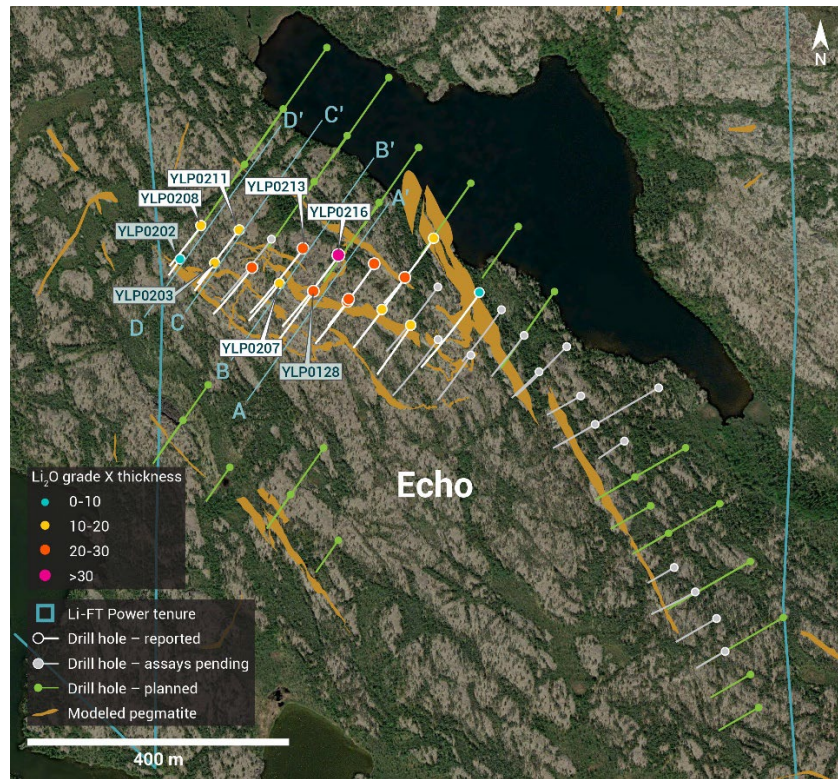 N
D'
C'
B'
A'
YLP0211
YLP0213
YLP0208
YLP0216
YLP0202
YLP0203
D
C
YLP0207
B
YLP0128
A
Echo
Li₂O grade X thickness
0-10
10-20
20-30
>30
Li-FT Power tenure
Drill hole – reported
Drill hole – assays pending
Drill hole – planned
Modeled pegmatite
400 m